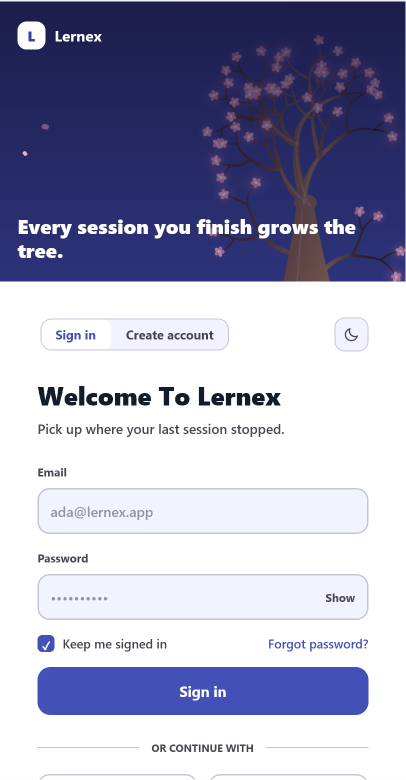 L
Lernex
Every session you finish grows the
tree.
Sign in
Create account
Welcome To Lernex
Pick up where your last session stopped.
Email
ada@lernex.app
Password
••••••••••
Show
Keep me signed in
Forgot password?
Sign in
OR CONTINUE WITH